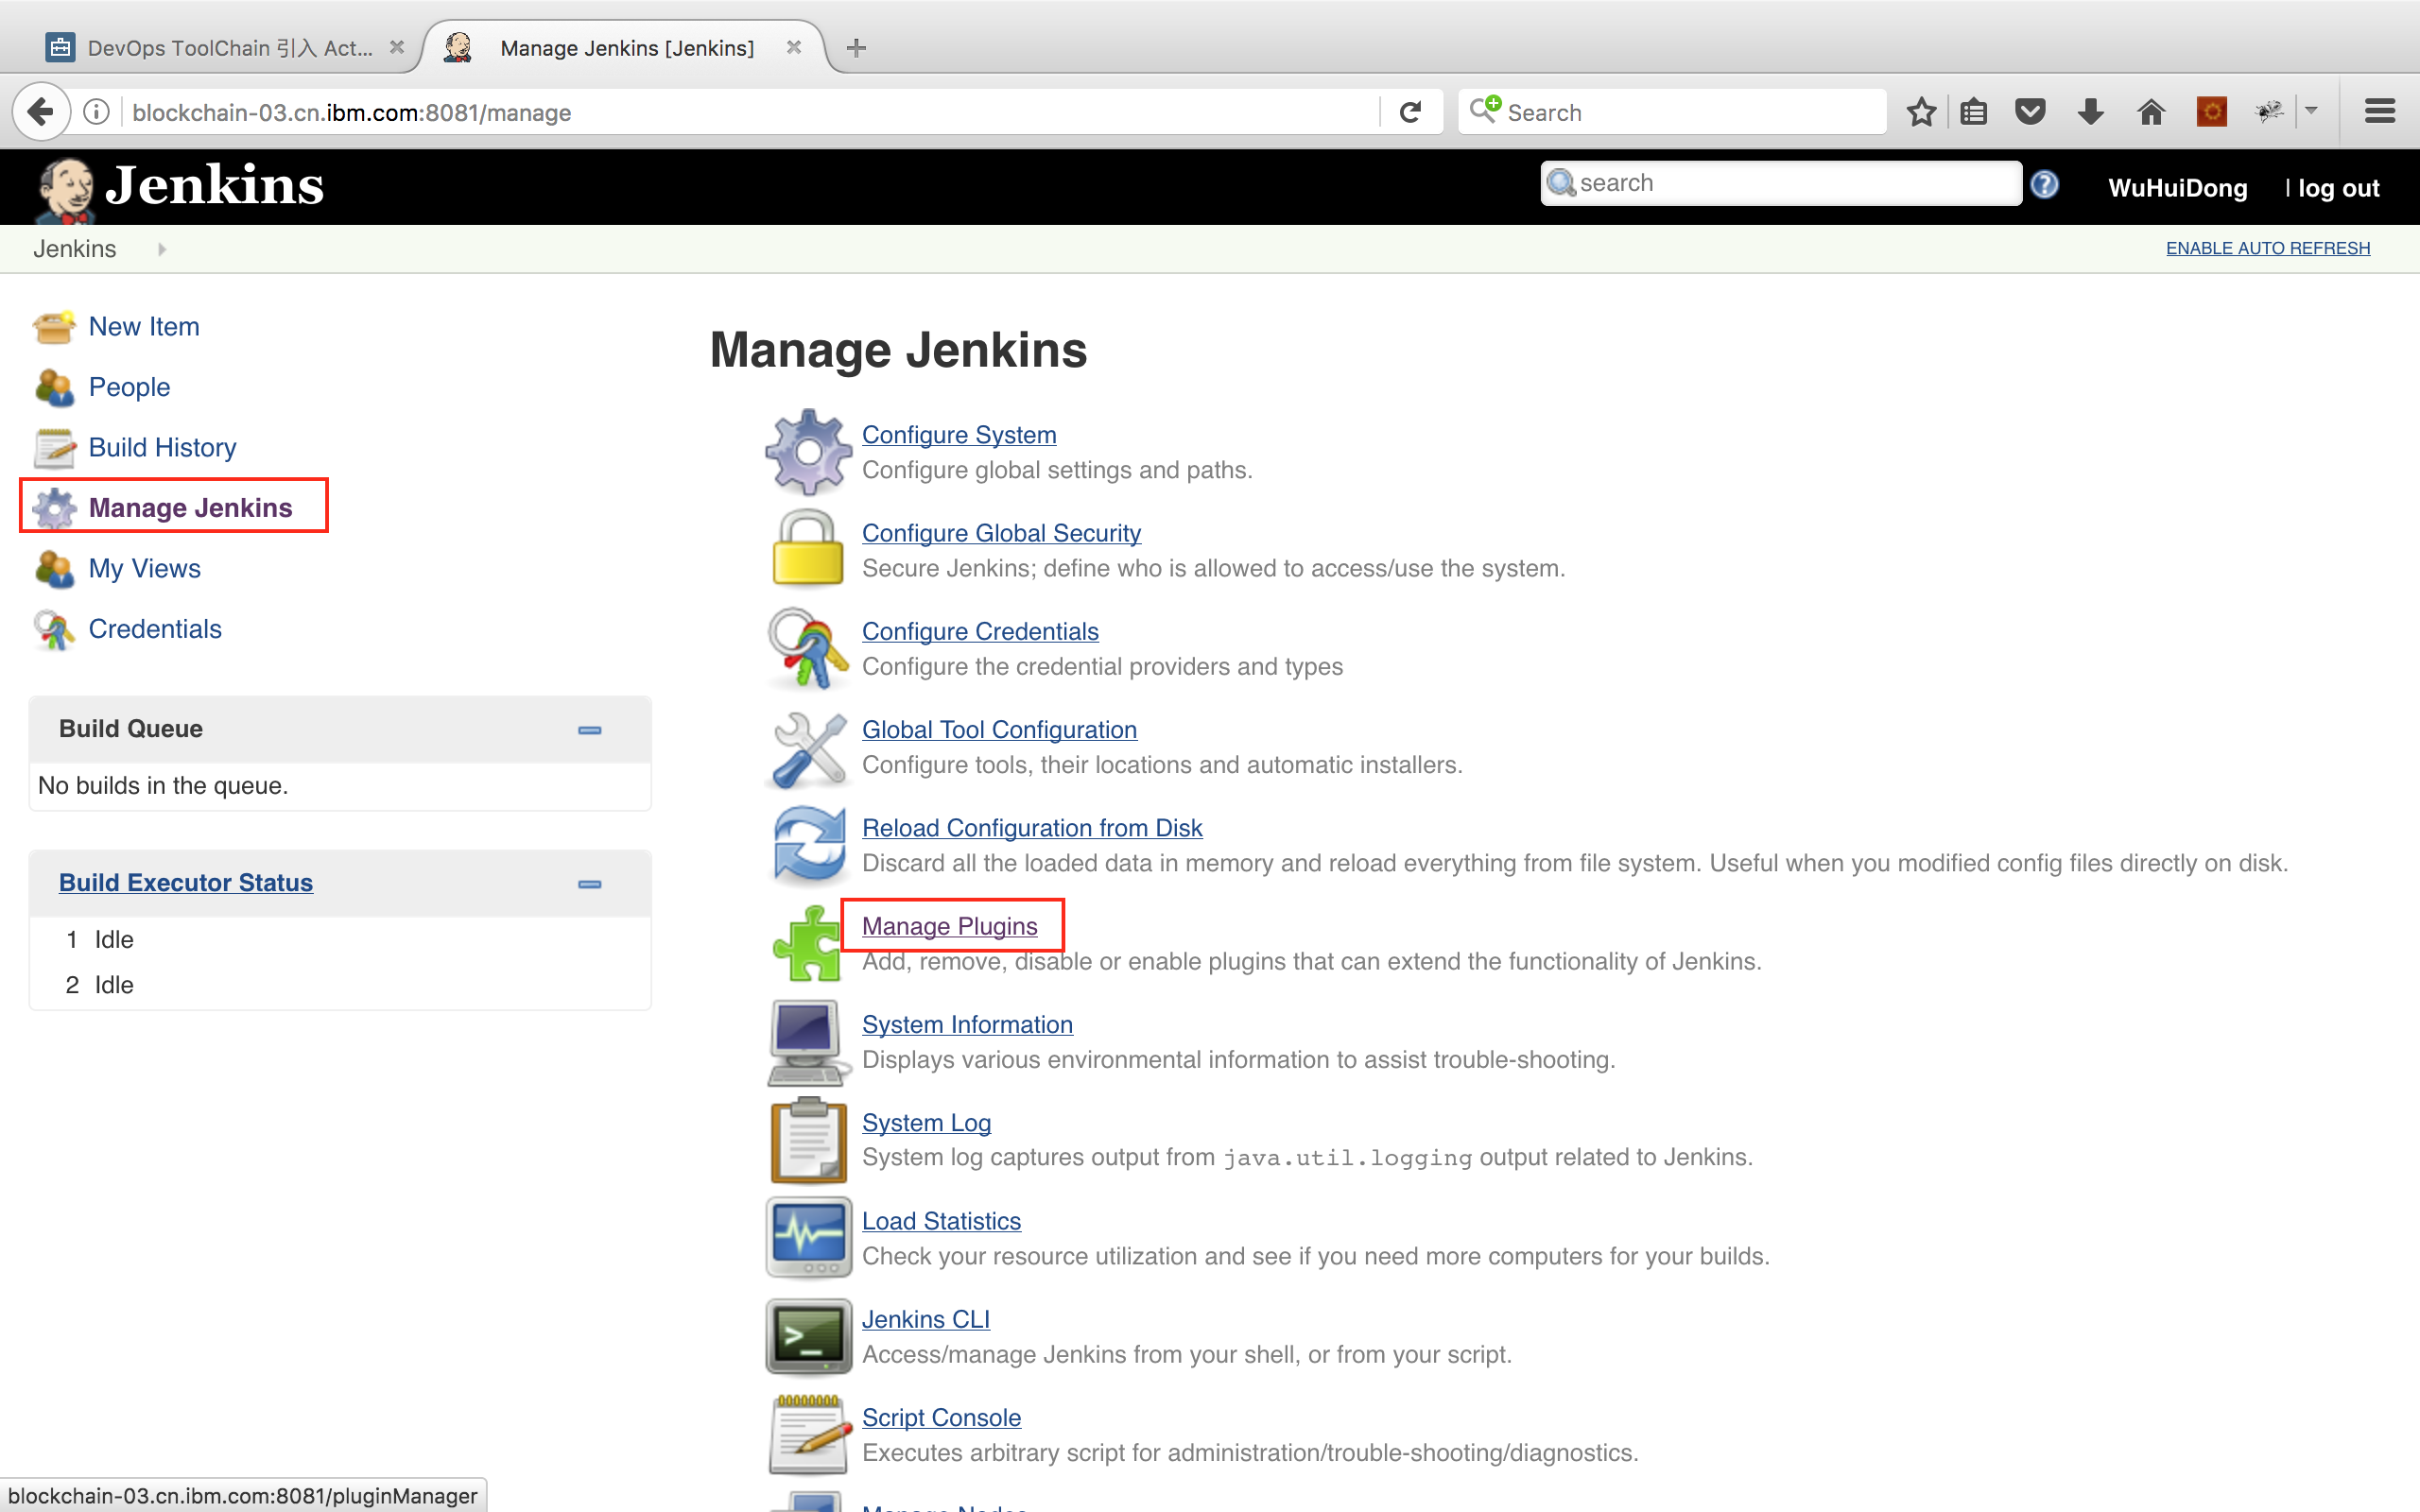 DevOps ToolChain 引入 Act...
Manage Jenkins [Jenkins]
blockchain-03.cn.ibm.com:8081/manage
Search
Jenkins
search
WuHuiDong
| log out
Jenkins
ENABLE AUTO REFRESH
New Item
People
Build History
Manage Jenkins
My Views
Credentials
Build Queue
No builds in the queue.
Build Executor Status
1 Idle
2 Idle
Manage Jenkins
Configure System
Configure global settings and paths.
Configure Global Security
Secure Jenkins; define who is allowed to access/use the system.
Configure Credentials
Configure the credential providers and types
Global Tool Configuration
Configure tools, their locations and automatic installers.
Reload Configuration from Disk
Discard all the loaded data in memory and reload everything from file system. Useful when you modified config files directly on disk.
Manage Plugins
Add, remove, disable or enable plugins that can extend the functionality of Jenkins.
System Information
Displays various environmental information to assist trouble-shooting.
System Log
System log captures output from java.util.logging output related to Jenkins.
Load Statistics
Check your resource utilization and see if you need more computers for your builds.
Jenkins CLI
Access/manage Jenkins from your shell, or from your script.
Script Console
Executes arbitrary script for administration/trouble-shooting/diagnostics.
Manage Nodes
blockchain-03.cn.ibm.com:8081/pluginManager